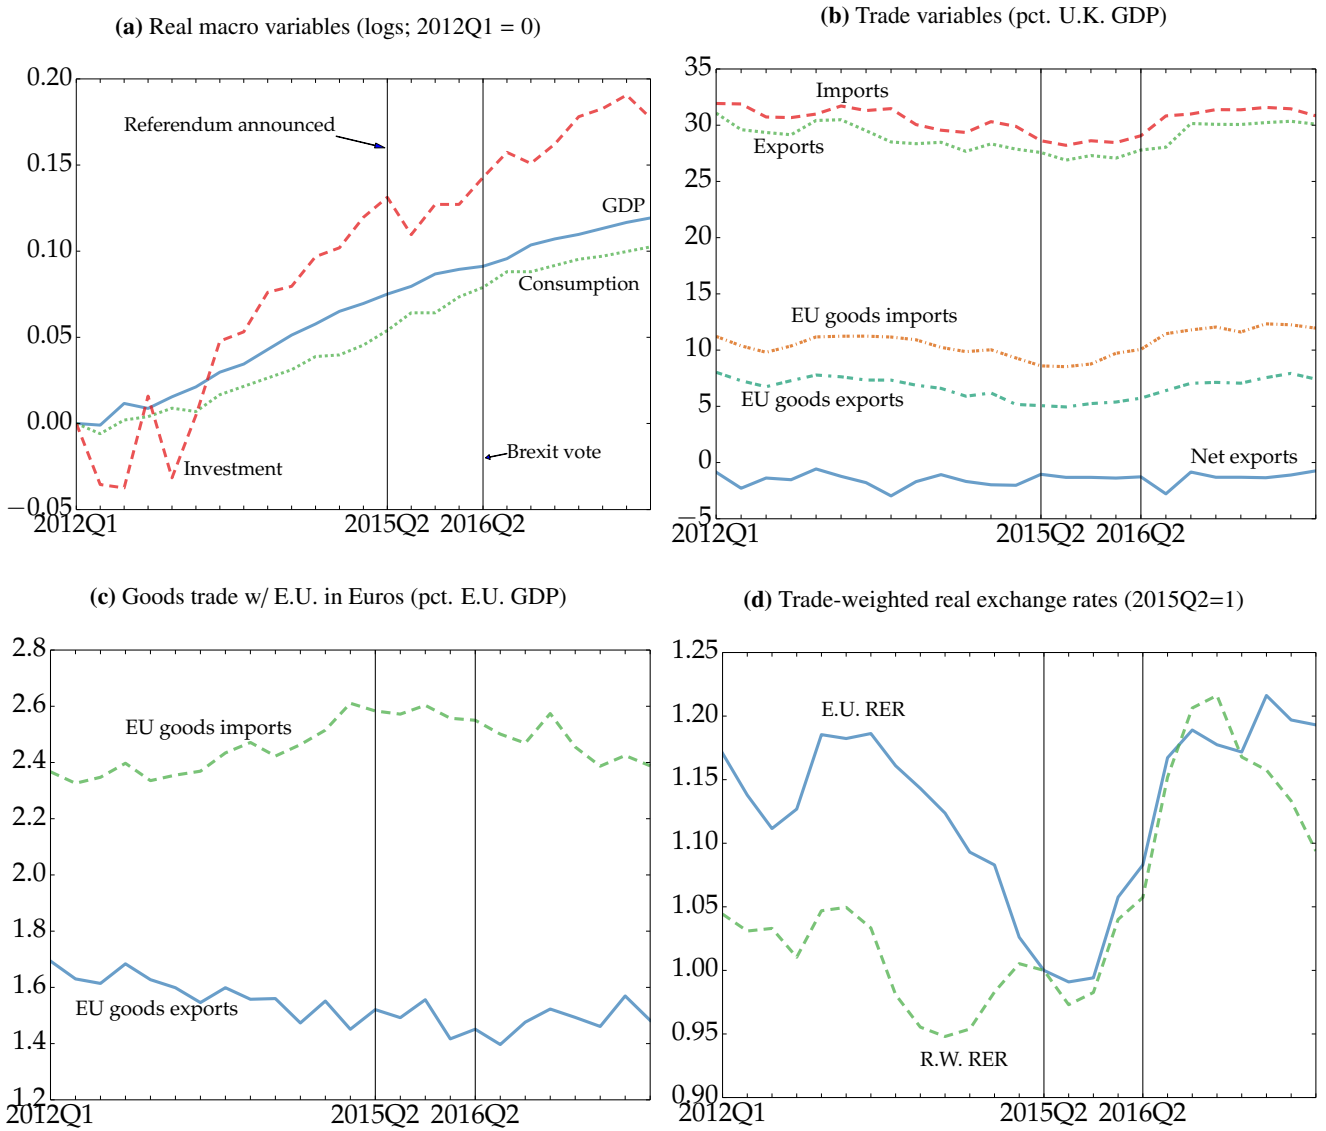 (a) Real macro variables (logs; 2012Q1 = 0)
0.20
0.15
0.10
0.05
0.00
−0.05
Referendum announced
GDP
Consumption
Investment
Brexit vote
2012Q1
2015Q2
2016Q2
(b) Trade variables (pct. U.K. GDP)
35
30
25
20
15
10
5
0
−5
Imports
Exports
EU goods imports
EU goods exports
Net exports
2012Q1
2015Q2
2016Q2
(c) Goods trade w/ E.U. in Euros (pct. E.U. GDP)
2.8
2.6
2.4
2.2
2.0
1.8
1.6
1.4
1.2
EU goods imports
EU goods exports
2012Q1
2015Q2
2016Q2
(d) Trade-weighted real exchange rates (2015Q2=1)
1.25
1.20
1.15
1.10
1.05
1.00
0.95
0.90
E.U. RER
R.W. RER
2012Q1
2015Q2
2016Q2